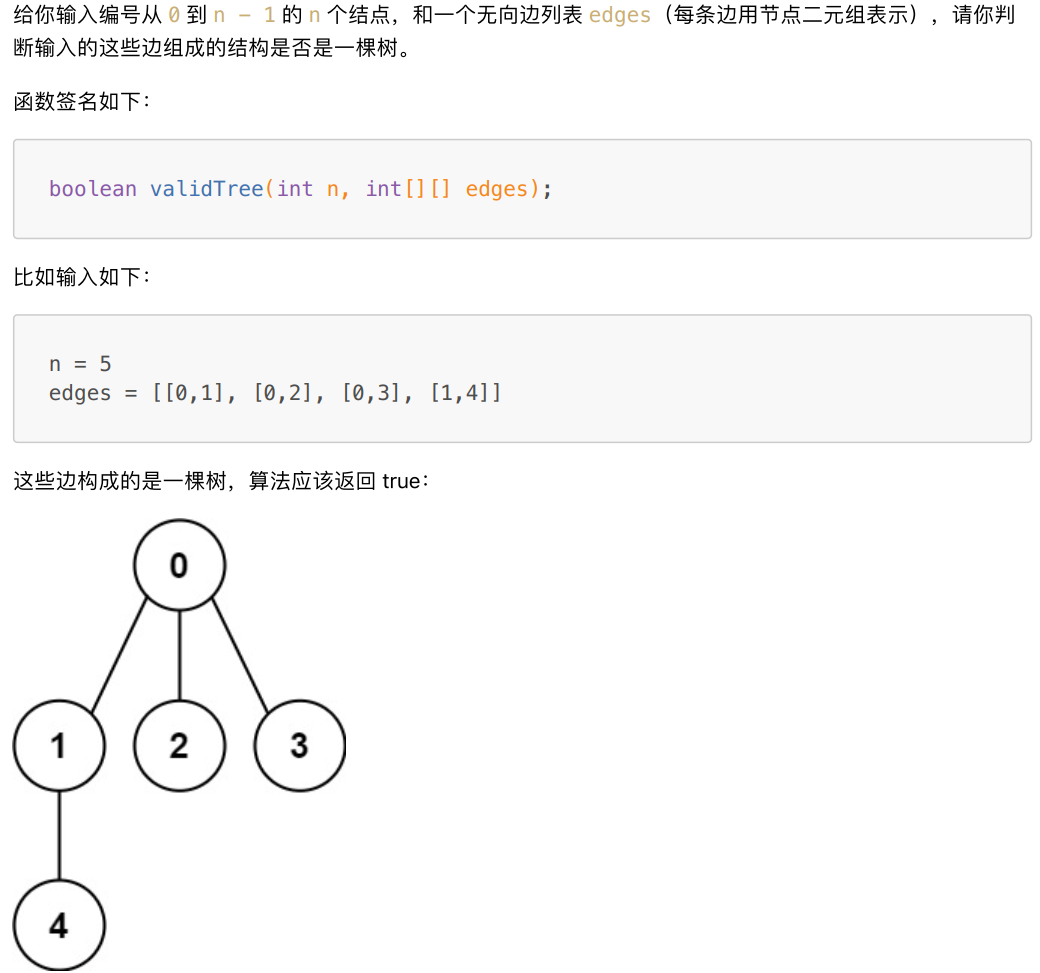 给你输入编号从 0 到 n - 1 的 n 个结点，和一个无向边列表 edges（每条边用节点二元组表示），请你判
断输入的这些边组成的结构是否是一棵树。
函数签名如下：
boolean validTree(int n, int[][] edges);
比如输入如下：
n = 5
edges = [[0,1], [0,2], [0,3], [1,4]]
这些边构成的是一棵树，算法应该返回 true：
0
1 2 3
4